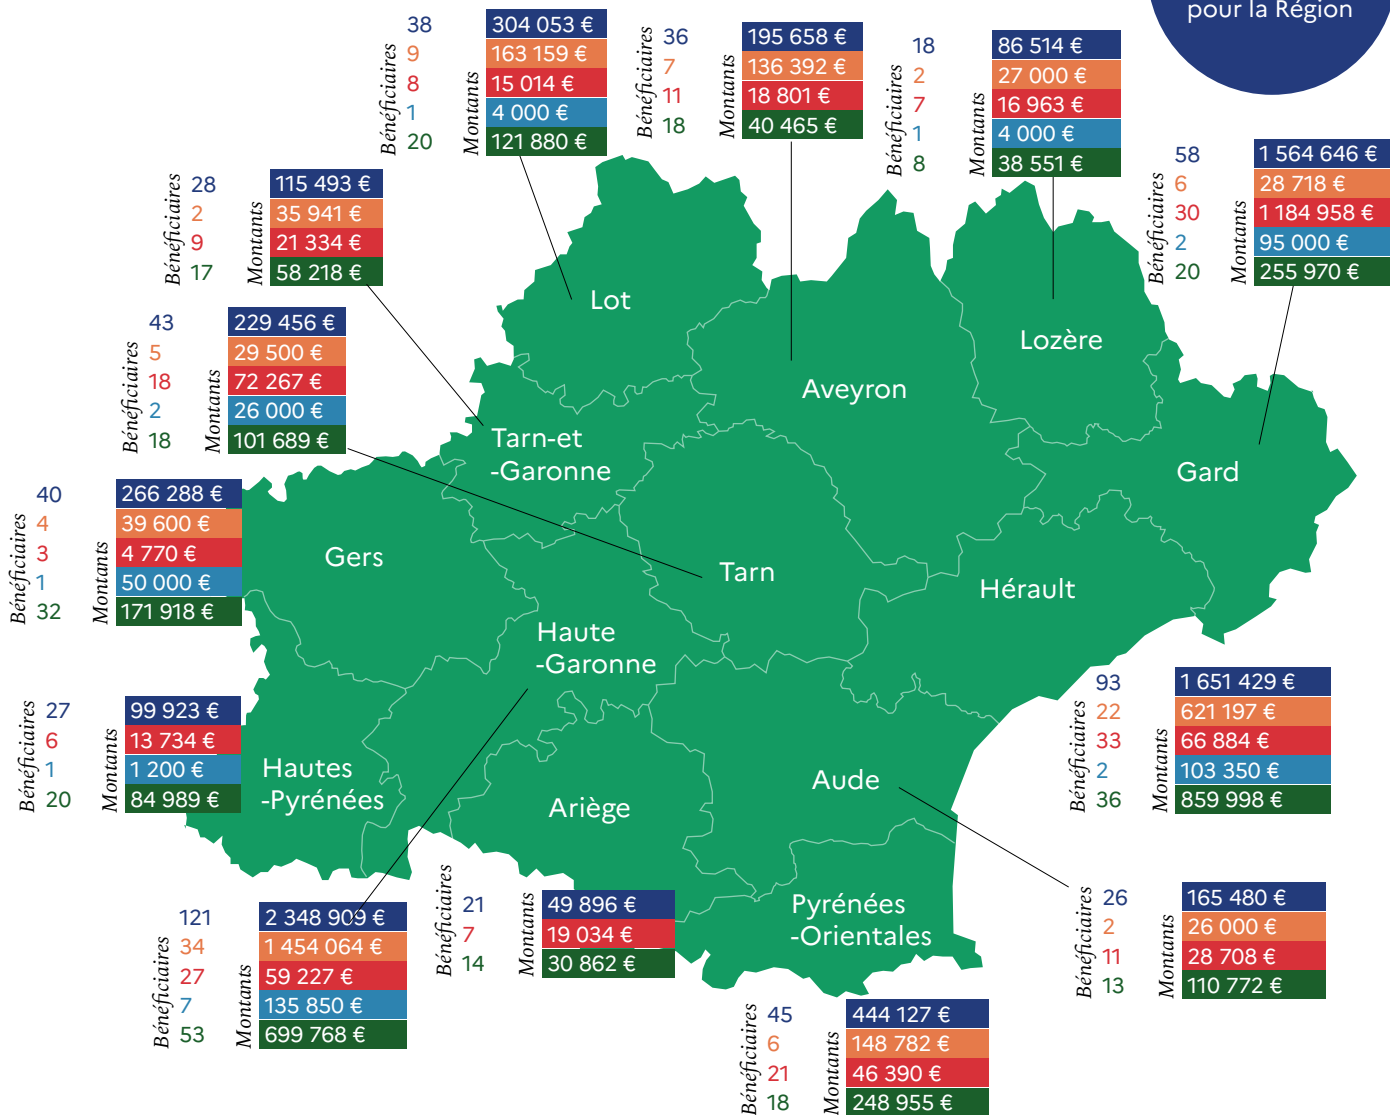 pour la Région
Bénéficiaires
38
9
8
1
20
Montants
304 053 €
163 159 €
15 014 €
4 000 €
121 880 €
Bénéficiaires
36
7
11
18
Montants
195 658 €
136 392 €
18 801 €
40 465 €
Bénéficiaires
18
2
7
1
8
Montants
86 514 €
27 000 €
16 963 €
4 000 €
38 551 €
Bénéficiaires
58
6
30
2
20
Montants
1 564 646 €
28 718 €
1 184 958 €
95 000 €
255 970 €
Bénéficiaires
28
2
9
17
Montants
115 493 €
35 941 €
21 334 €
58 218 €
Bénéficiaires
43
5
18
2
18
Montants
229 456 €
29 500 €
72 267 €
26 000 €
101 689 €
Lot
Lozère
Aveyron
Tarn-et
-Garonne
Gard
Bénéficiaires
40
4
3
1
32
Montants
266 288 €
39 600 €
4 770 €
50 000 €
171 918 €
Gers
Tarn
Hérault
Haute
-Garonne
Bénéficiaires
27
6
1
20
Montants
99 923 €
13 734 €
1 200 €
84 989 €
Hautes
-Pyrénées
Ariège
Aude
Bénéficiaires
93
22
33
2
36
Montants
1 651 429 €
621 197 €
66 884 €
103 350 €
859 998 €
Pyrénées
-Orientales
Bénéficiaires
121
34
27
7
53
Montants
2 348 909 €
1 454 064 €
59 227 €
135 850 €
699 768 €
Bénéficiaires
21
7
14
Montants
49 896 €
19 034 €
30 862 €
Bénéficiaires
26
2
11
13
Montants
165 480 €
26 000 €
28 708 €
110 772 €
Bénéficiaires
45
6
21
18
Montants
444 127 €
148 782 €
46 390 €
248 955 €